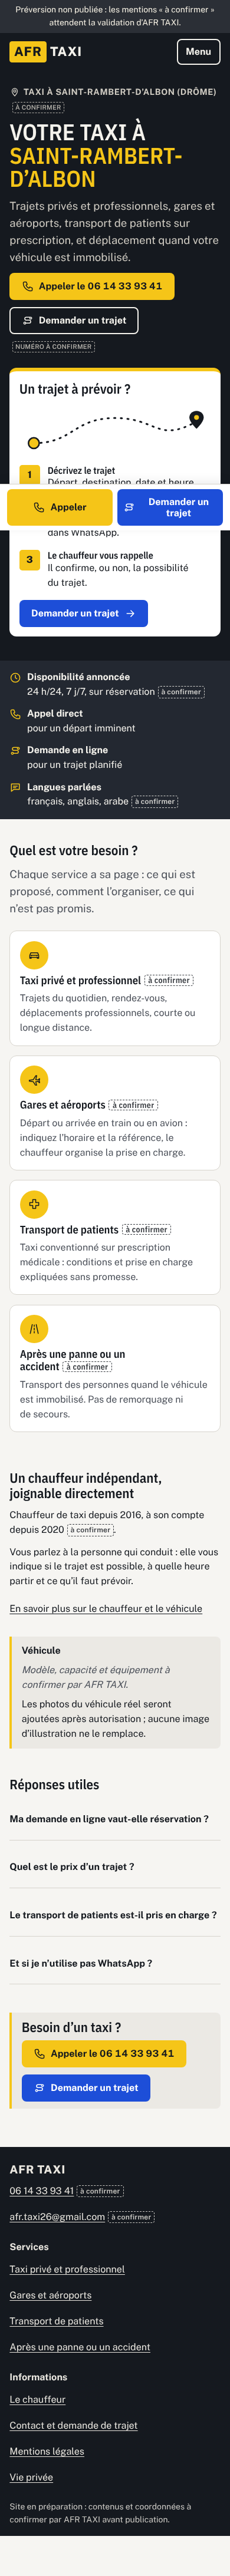 Préversion non publiée : les mentions « à confirmer »
attendent la validation d'AFR TAXI.
AFR TAXI
Menu
TAXI À SAINT-RAMBERT-D'ALBON (DRÔME)
À CONFIRMER
VOTRE TAXI À
SAINT-RAMBERT-
D'ALBON
Trajets privés et professionnels, gares et
aéroports, transport de patients sur
prescription, et déplacement quand votre
véhicule est immobilisé.
Appeler le 06 14 33 93 41
Demander un trajet
NUMÉRO À CONFIRMER
Un trajet à prévoir ?
1
Décrivez le trajet
Départ, destination, date et heure
Appeler
Demander un
trajet
dans WhatsApp.
3
Le chauffeur vous rappelle
Il confirme, ou non, la possibilité
du trajet.
Demander un trajet →
Disponibilité annoncée
24 h/24, 7 j/7, sur réservation à confirmer
Appel direct
pour un départ imminent
Demande en ligne
pour un trajet planifié
Langues parlées
français, anglais, arabe à confirmer
Quel est votre besoin ?
Chaque service a sa page : ce qui est
proposé, comment l'organiser, ce qui
n'est pas promis.
Taxi privé et professionnel à confirmer
Trajets du quotidien, rendez-vous,
déplacements professionnels, courte ou
longue distance.
Gares et aéroports à confirmer
Départ ou arrivée en train ou en avion :
indiquez l'horaire et la référence, le
chauffeur organise la prise en charge.
Transport de patients à confirmer
Taxi conventionné sur prescription
médicale : conditions et prise en charge
expliquées sans promesse.
Après une panne ou un
accident à confirmer
Transport des personnes quand le véhicule
est immobilisé. Pas de remorquage ni
de secours.
Un chauffeur indépendant,
joignable directement
Chauffeur de taxi depuis 2016, à son compte
depuis 2020 à confirmer.
Vous parlez à la personne qui conduit : elle vous
indique si le trajet est possible, à quelle heure
partir et ce qu'il faut prévoir.
En savoir plus sur le chauffeur et le véhicule
Véhicule
Modèle, capacité et équipement à
confirmer par AFR TAXI.
Les photos du véhicule réel seront
ajoutées après autorisation ; aucune image
d'illustration ne le remplace.
Réponses utiles
Ma demande en ligne vaut-elle réservation ?
Quel est le prix d'un trajet ?
Le transport de patients est-il pris en charge ?
Et si je n'utilise pas WhatsApp ?
Besoin d'un taxi ?
Appeler le 06 14 33 93 41
Demander un trajet
AFR TAXI
06 14 33 93 41 à confirmer
afr.taxi26@gmail.com à confirmer
Services
Taxi privé et professionnel
Gares et aéroports
Transport de patients
Après une panne ou un accident
Informations
Le chauffeur
Contact et demande de trajet
Mentions légales
Vie privée
Site en préparation : contenus et coordonnées à
confirmer par AFR TAXI avant publication.